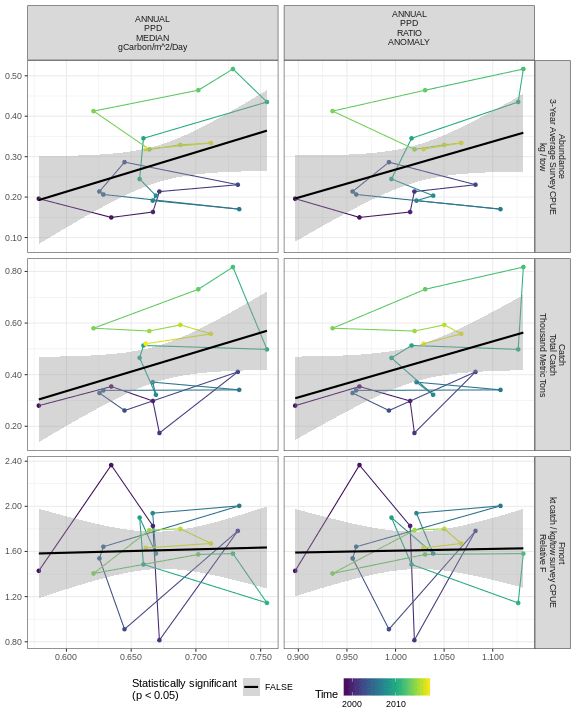 ANNUAL
PPD
MEDIAN
gCarbon/m^2/Day
ANNUAL
PPD
RATIO
ANOMALY
0.50
0.40
0.30
0.20
0.10
Abundance
3-Year Average Survey CPUE
kg / tow
0.80
0.60
0.40
0.20
Catch
Total Catch
Thousand Metric Tons
2.40
2.00
1.60
1.20
0.80
Fmort
kt catch / kg/tow survey CPUE
Relative F
0.600
0.650
0.700
0.750
0.900
0.950
1.000
1.050
1.100
Statistically significant
(p < 0.05)
FALSE
Time
2000
2010